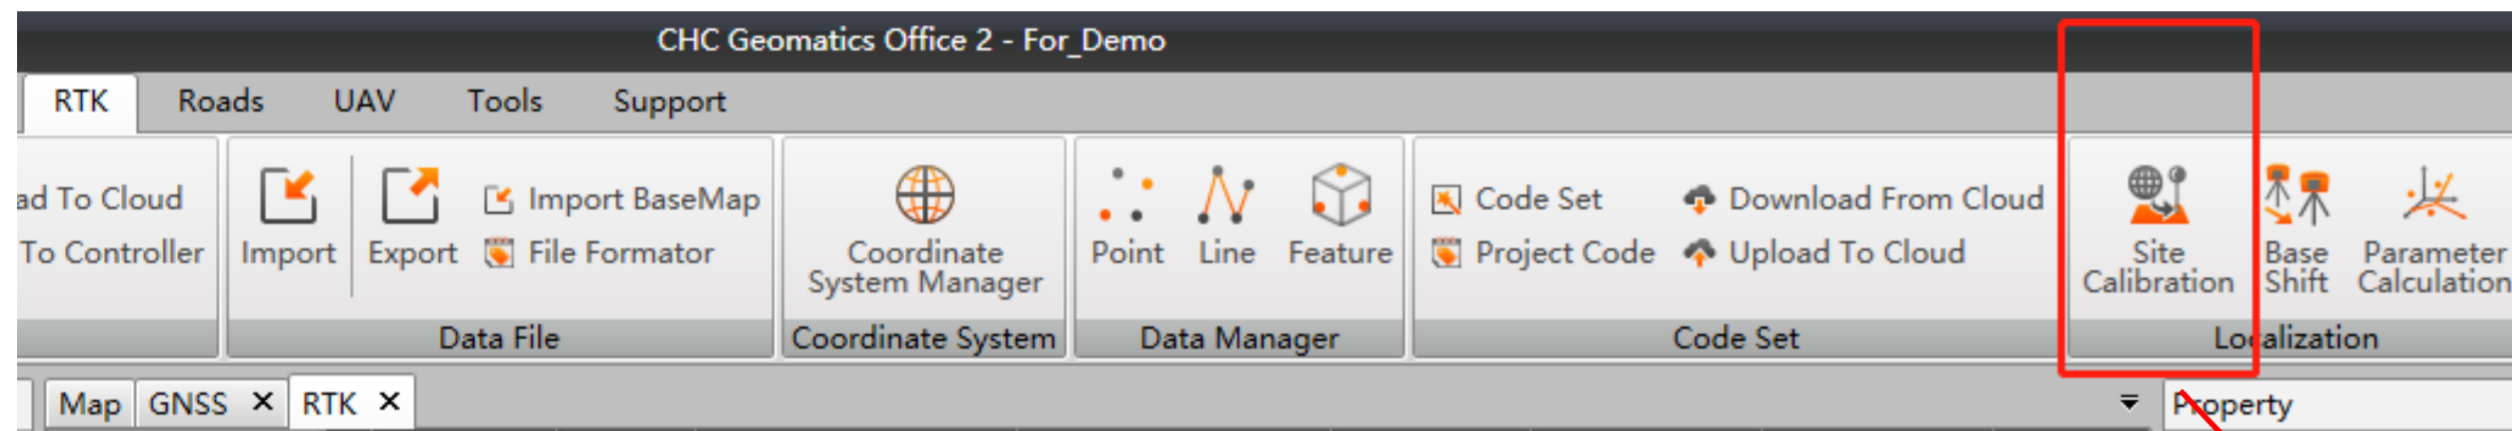 CHC Geomatics Office 2 - For_Demo
RTK Roads UAV Tools Support
ad To Cloud
To Controller
Import
Export
Import BaseMap
File Formator
Data File
Coordinate
System Manager
Coordinate System
Point Line Feature
Data Manager
Code Set
Project Code
Download From Cloud
Upload To Cloud
Code Set
Site
Calibration
Base
Shift
Parameter
Calculation
Localization
Map GNSS × RTK ×
Property